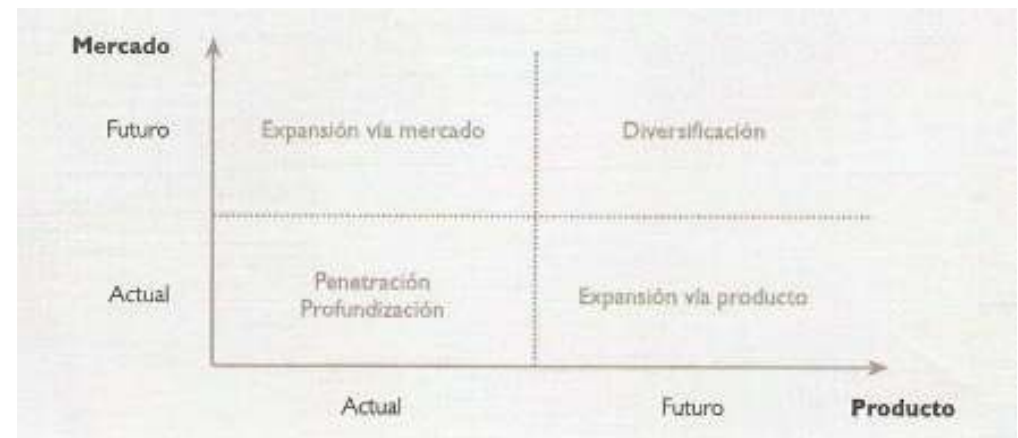 Mercado
Futuro
Expansión vía mercado
Diversificación
Actual
Penetración
Profundización
Expansión vía producto
Actual
Futuro
Producto